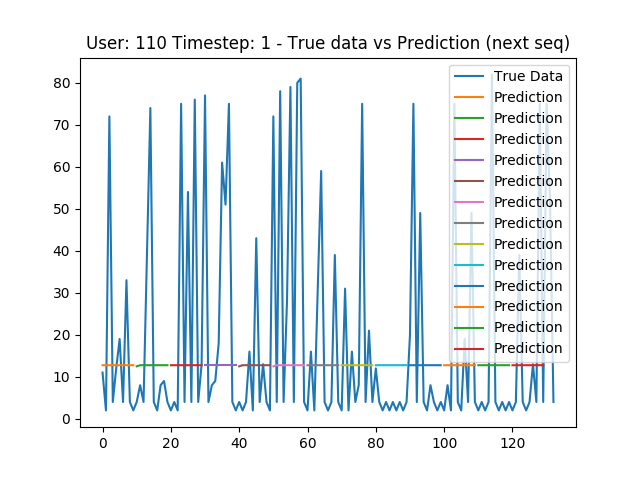 User: 110 Timestep: 1 - True data vs Prediction (next seq)
80
70
60
50
40
30
20
10
0
0 20 40 60 80 100 120
True Data
Prediction
Prediction
Prediction
Prediction
Prediction
Prediction
Prediction
Prediction
Prediction
Prediction
Prediction
Prediction
Prediction